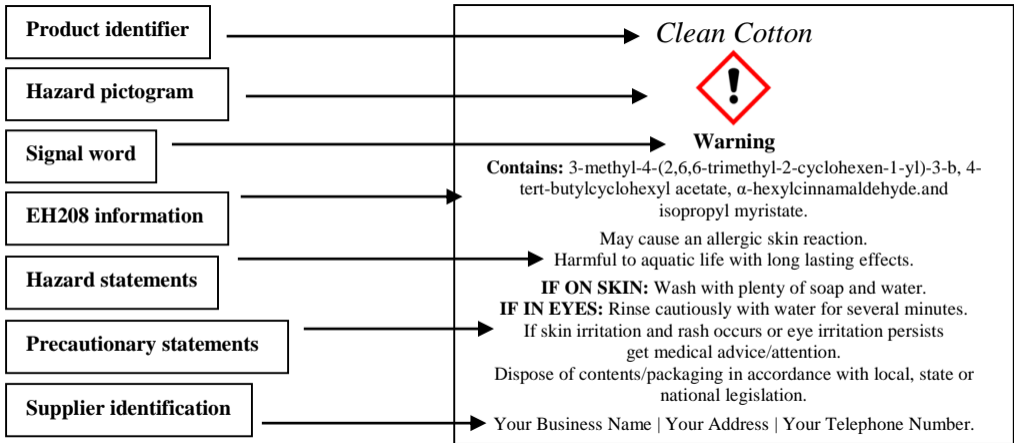 Product identifier
Hazard pictogram
Signal word
EH208 information
Hazard statements
Precautionary statements
Supplier identification
Clean Cotton
!
Warning
Contains: 3-methyl-4-(2,6,6-trimethyl-2-cyclohexen-1-yl)-3-b, 4-
tert-butylcyclohexyl acetate, α-hexylcinnamaldehyde.and
isopropyl myristate.
May cause an allergic skin reaction.
Harmful to aquatic life with long lasting effects.
IF ON SKIN: Wash with plenty of soap and water.
IF IN EYES: Rinse cautiously with water for several minutes.
If skin irritation and rash occurs or eye irritation persists
get medical advice/attention.
Dispose of contents/packaging in accordance with local, state or
national legislation.
Your Business Name | Your Address | Your Telephone Number.